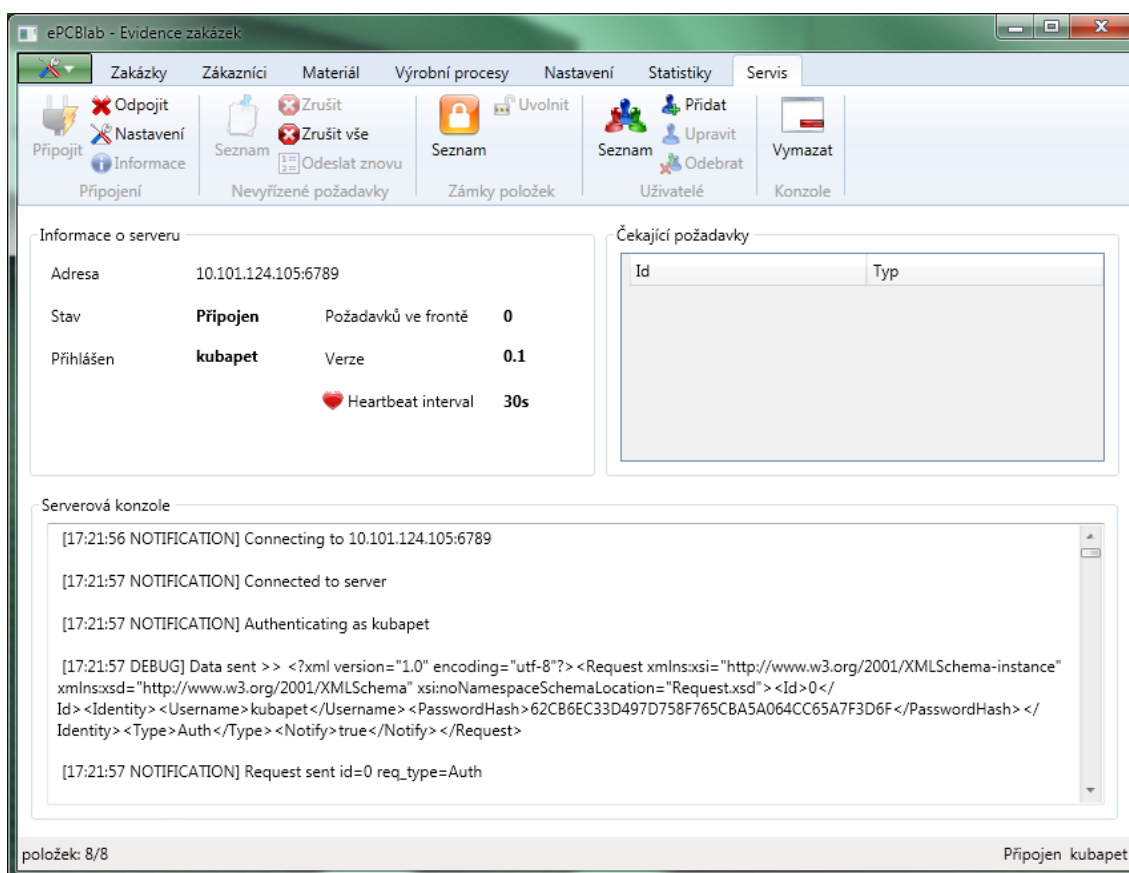 ePCBlab - Evidence zakázek
Zakázky Zákazníci Materiál Výrobní procesy Nastavení Statistiky Servis
Připojit
Odpojit
Nastavení
Informace
Připojení
Seznam
Zrušit
Zrušit vše
Odeslat znovu
Nevyřízené požadavky
Seznam
Uvolnit
Zámky položek
Seznam
Přidat
Upravit
Odebrat
Uživatelé
Vymazat
Konzole
Informace o serveru
Adresa 10.101.124.105:6789
Stav Připojen Požadavků ve frontě 0
Přihlášen kubapet Verze 0.1
Heartbeat interval 30s
Čekající požadavky
Id Typ
Serverová konzole
[17:21:56 NOTIFICATION] Connecting to 10.101.124.105:6789
[17:21:57 NOTIFICATION] Connected to server
[17:21:57 NOTIFICATION] Authenticating as kubapet
[17:21:57 DEBUG] Data sent >> <?xml version="1.0" encoding="utf-8"?><Request xmlns:xsi="http://www.w3.org/2001/XMLSchema-instance"
xmlns:xsd="http://www.w3.org/2001/XMLSchema" xsi:noNamespaceSchemaLocation="Request.xsd"><Id>0</
Id><Identity><Username>kubapet</Username><PasswordHash>62CB6EC33D497D758F765CBA5A064CC65A7F3D6F</PasswordHash></
Identity><Type>Auth</Type><Notify>true</Notify></Request>
[17:21:57 NOTIFICATION] Request sent id=0 req_type=Auth
položek: 8/8 Připojen kubapet